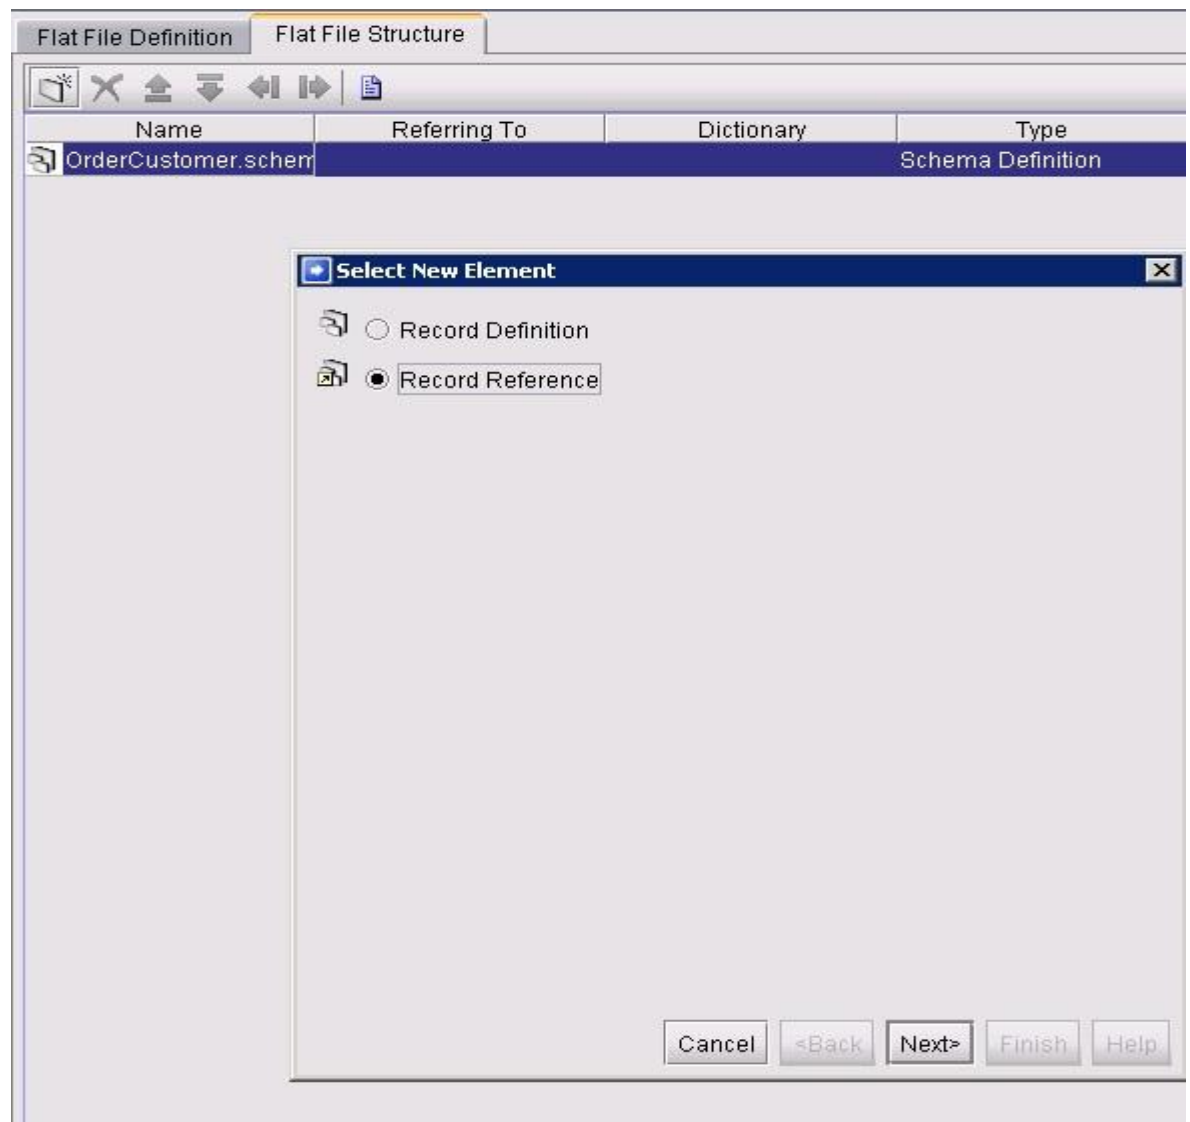 Flat File Definition Flat File Structure
Name Referring To Dictionary Type
OrderCustomer.schem Schema Definition
Select New Element
Record Definition
Record Reference
Cancel <Back Next> Finish Help